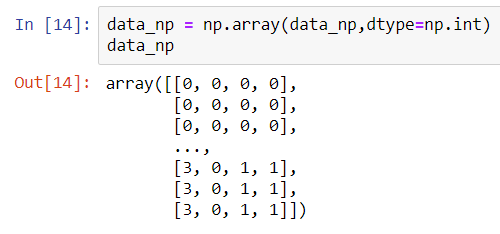 In [14]: data_np = np.array(data_np,dtype=np.int)
data_np
Out[14]: array([[0, 0, 0, 0],
[0, 0, 0, 0],
[0, 0, 0, 0],
...,
[3, 0, 1, 1],
[3, 0, 1, 1],
[3, 0, 1, 1]])